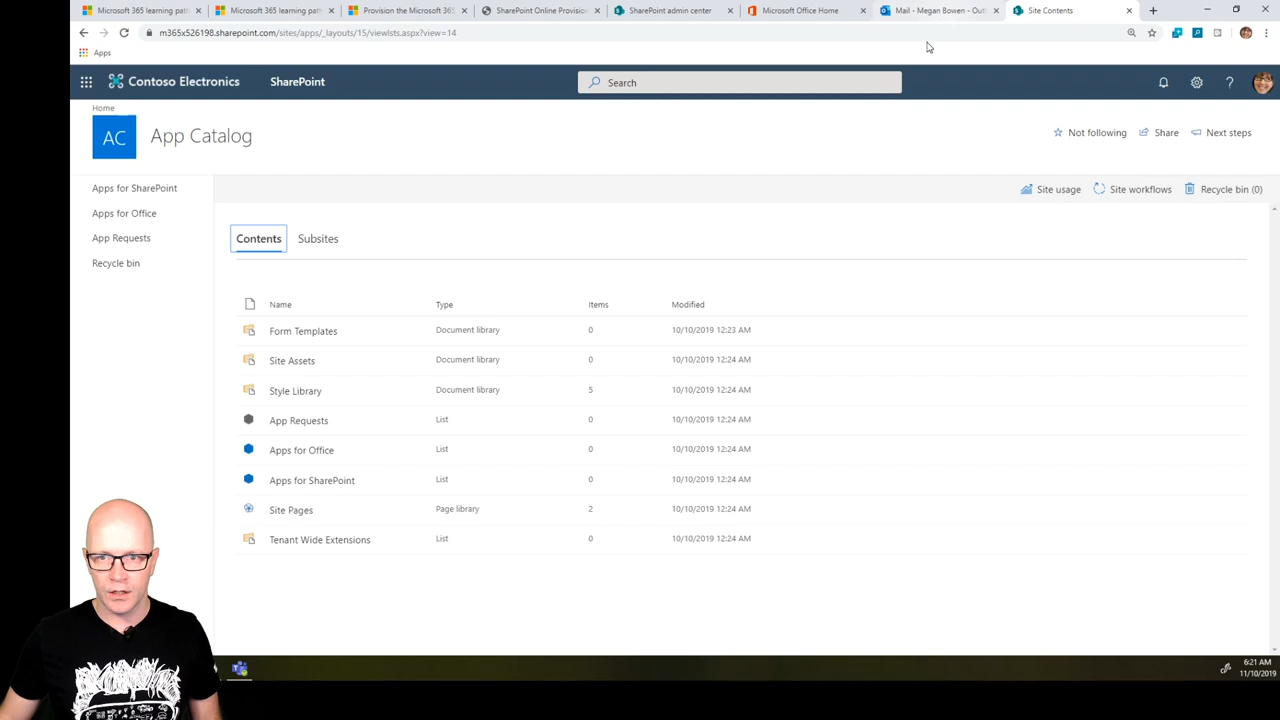 Microsoft 365 learning path
Microsoft 365 learning path
Provision the Microsoft 365
SharePoint Online Provision
SharePoint admin center
Microsoft Office Home
Mail - Megan Bowen - Out
Site Contents
m365x526198.sharepoint.com/sites/apps/_layouts/15/viewlsts.aspx?view=14
Apps
Contoso Electronics
SharePoint
Search
Home
AC
App Catalog
Not following
Share
Next steps
Apps for SharePoint
Apps for Office
App Requests
Recycle bin
Site usage
Site workflows
Recycle bin (0)
Contents
Subsites
Name Type Items Modified
Form Templates Document library 0 10/10/2019 12:23 AM
Site Assets Document library 0 10/10/2019 12:24 AM
Style Library Document library 5 10/10/2019 12:24 AM
App Requests List 0 10/10/2019 12:24 AM
Apps for Office List 0 10/10/2019 12:24 AM
Apps for SharePoint List 0 10/10/2019 12:24 AM
Site Pages Page library 2 10/10/2019 12:24 AM
Tenant Wide Extensions List 0 10/10/2019 12:24 AM
6:21 AM
11/10/2019